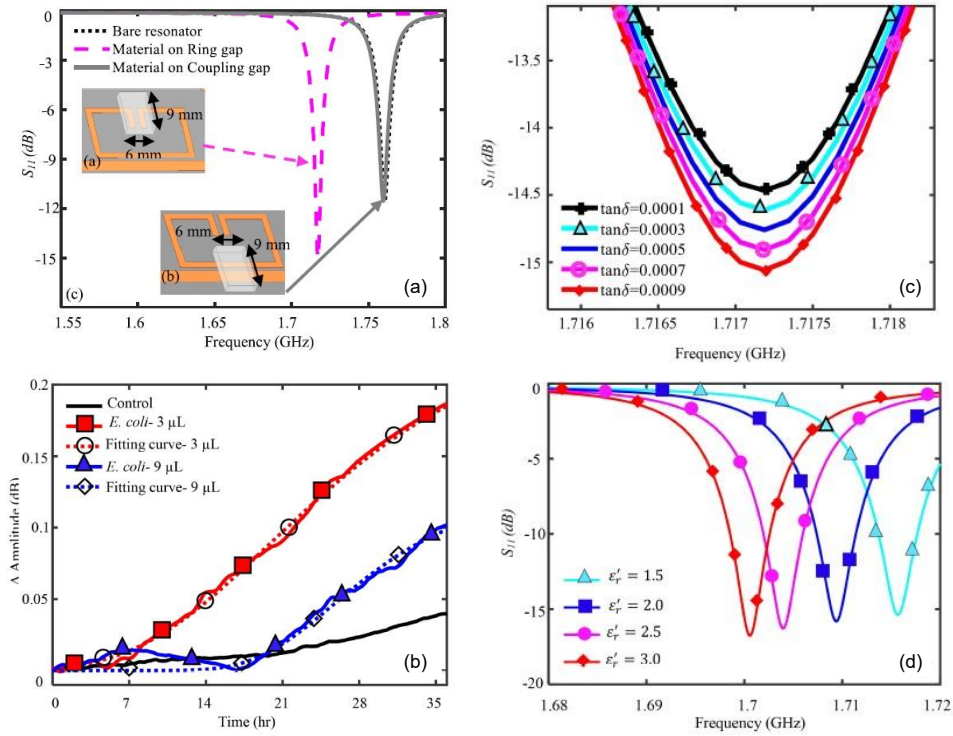 0
-3
-6
-9
-12
-15
S11 (dB)
Bare resonator
Material on Ring gap
Material on Coupling gap
9 mm
6 mm
(a)
6 mm
9 mm
(b)
(c)
(a)
1.55
1.6
1.65
1.7
1.75
1.8
Frequency (GHz)
-13.5
-14
-14.5
-15
S11 (dB)
tanδ=0.0001
tanδ=0.0003
tanδ=0.0005
tanδ=0.0007
tanδ=0.0009
(c)
1.716
1.7165
1.717
1.7175
1.718
Frequency (GHz)
0.2
0.15
0.1
0.05
0
Δ Amplitude (dB)
Control
E. coli- 3 µL
Fitting curve- 3 µL
E. coli- 9 µL
Fitting curve- 9 µL
(b)
0
7
14
21
25
35
Time (hr)
0
-5
-10
-15
-20
S11 (dB)
ε′r = 1.5
ε′r = 2.0
ε′r = 2.5
ε′r = 3.0
(d)
1.68
1.69
1.7
1.71
1.72
Frequency (GHz)